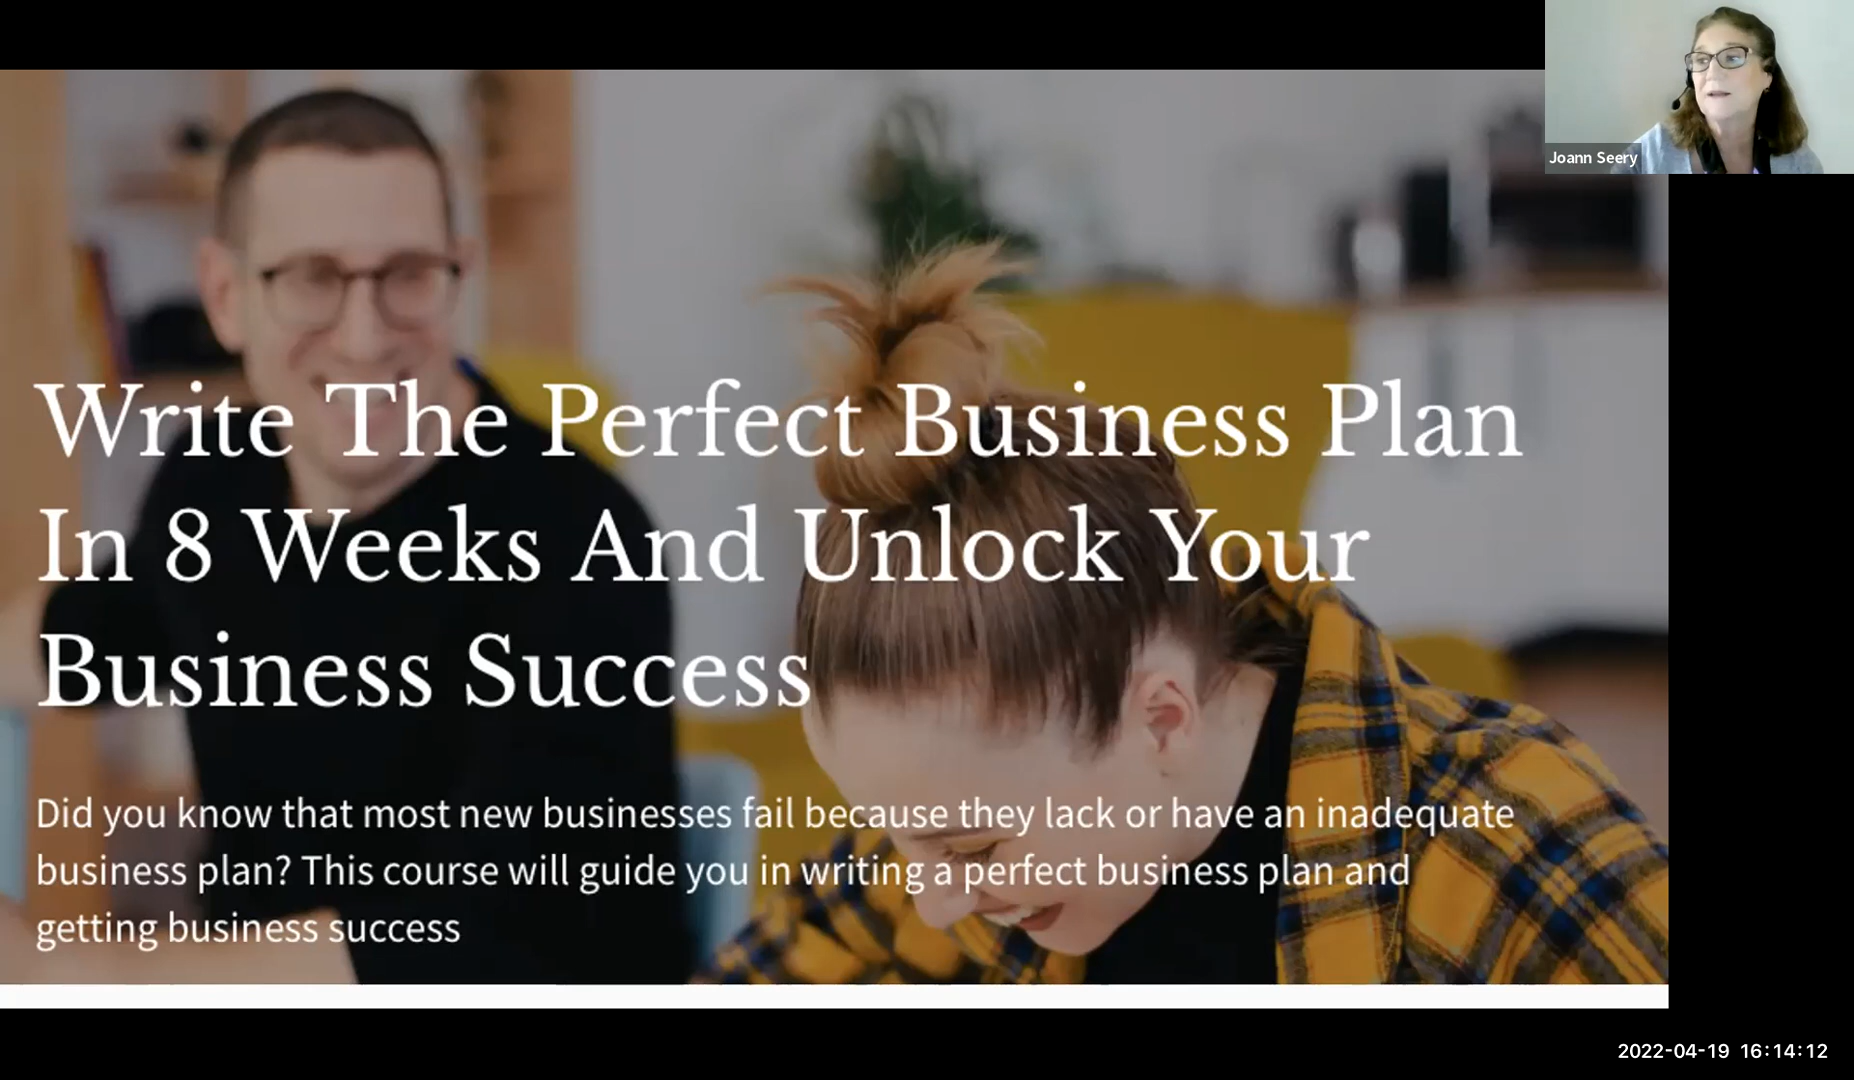 Joann Seery
Write The Perfect Business Plan
In 8 Weeks And Unlock Your
Business Success
Did you know that most new businesses fail because they lack or have an inadequate
business plan? This course will guide you in writing a perfect business plan and
getting business success
2022-04-19 16:14:12